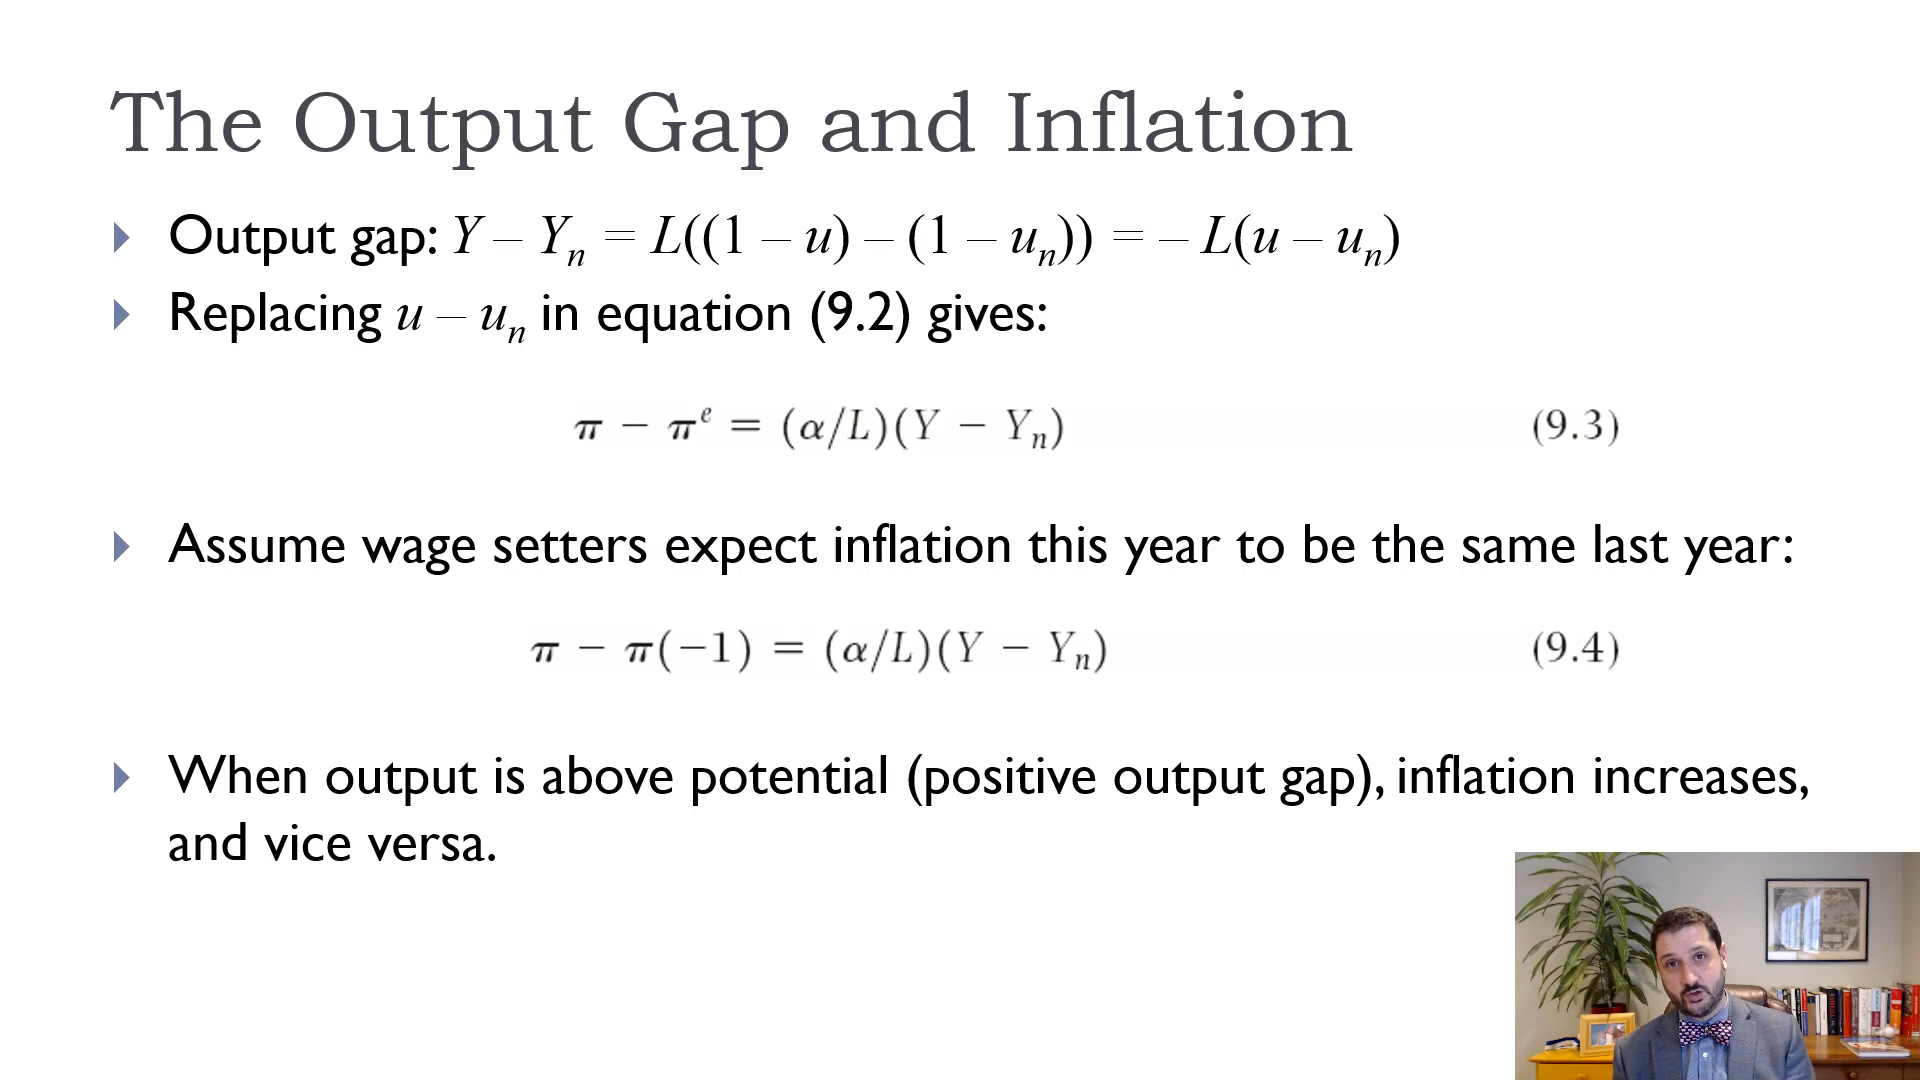 The Output Gap and Inflation
Output gap: Y – Yₙ = L((1 – u) – (1 – uₙ)) = – L(u – uₙ)
Replacing u – uₙ in equation (9.2) gives:
π − πᵉ = (α/L)(Y − Yₙ) (9.3)
Assume wage setters expect inflation this year to be the same last year:
π − π(−1) = (α/L)(Y − Yₙ) (9.4)
When output is above potential (positive output gap), inflation increases,
and vice versa.